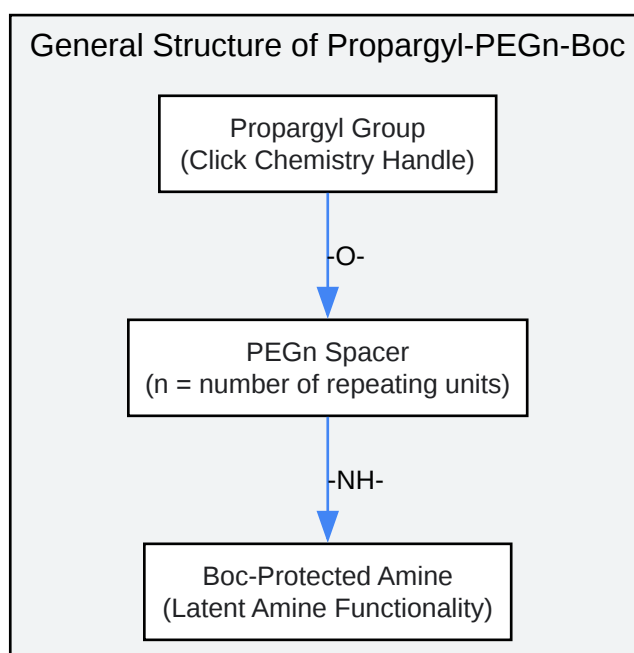 General Structure of Propargyl-PEGn-Boc
Propargyl Group
(Click Chemistry Handle)
-O-
PEGn Spacer
(n = number of repeating units)
-NH-
Boc-Protected Amine
(Latent Amine Functionality)